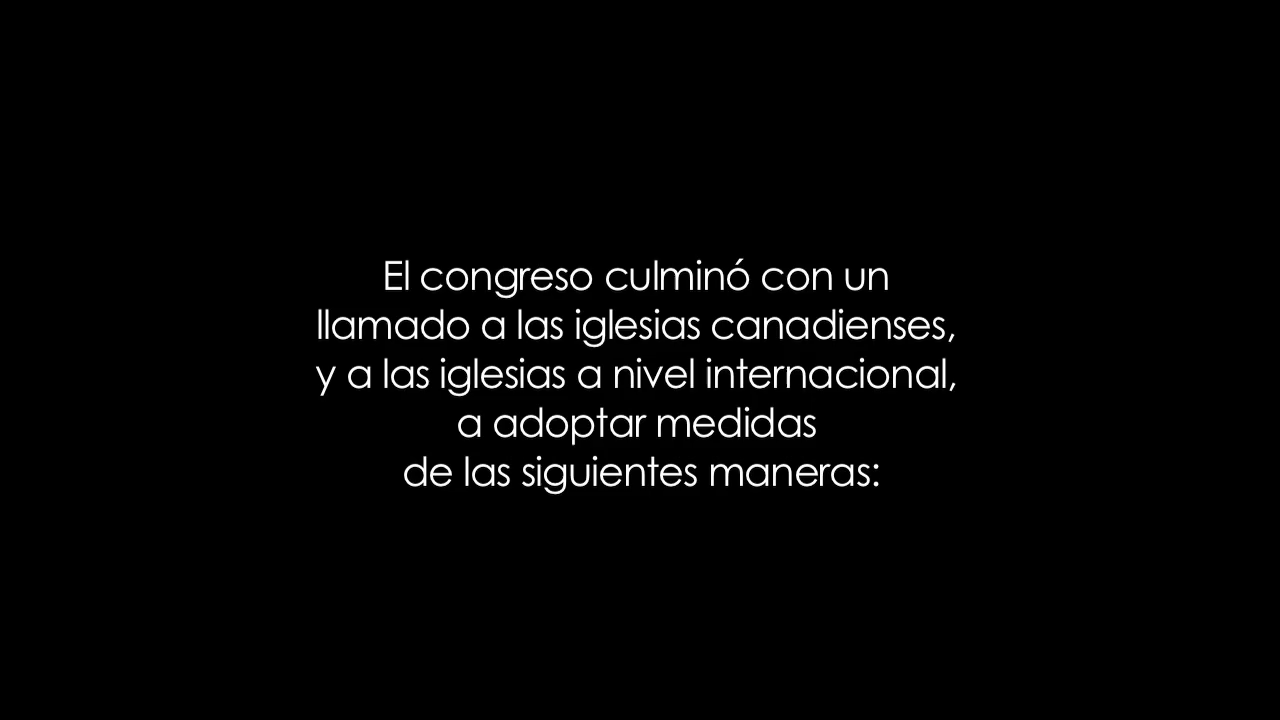 El congreso culminó con un
llamado a las iglesias canadienses,
y a las iglesias a nivel internacional,
a adoptar medidas
de las siguientes maneras: